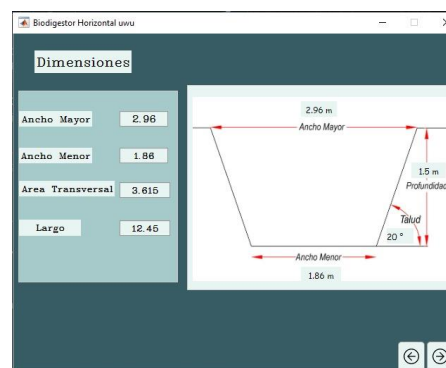 Biodigestor Horizontal uwu
Dimensiones
Ancho Mayor 2.96
Ancho Menor 1.86
Area Transversal 3.615
Largo 12.45
2.96 m
Ancho Mayor
1.5 m
Profundidad
Talud
20 °
Ancho Menor
1.86 m